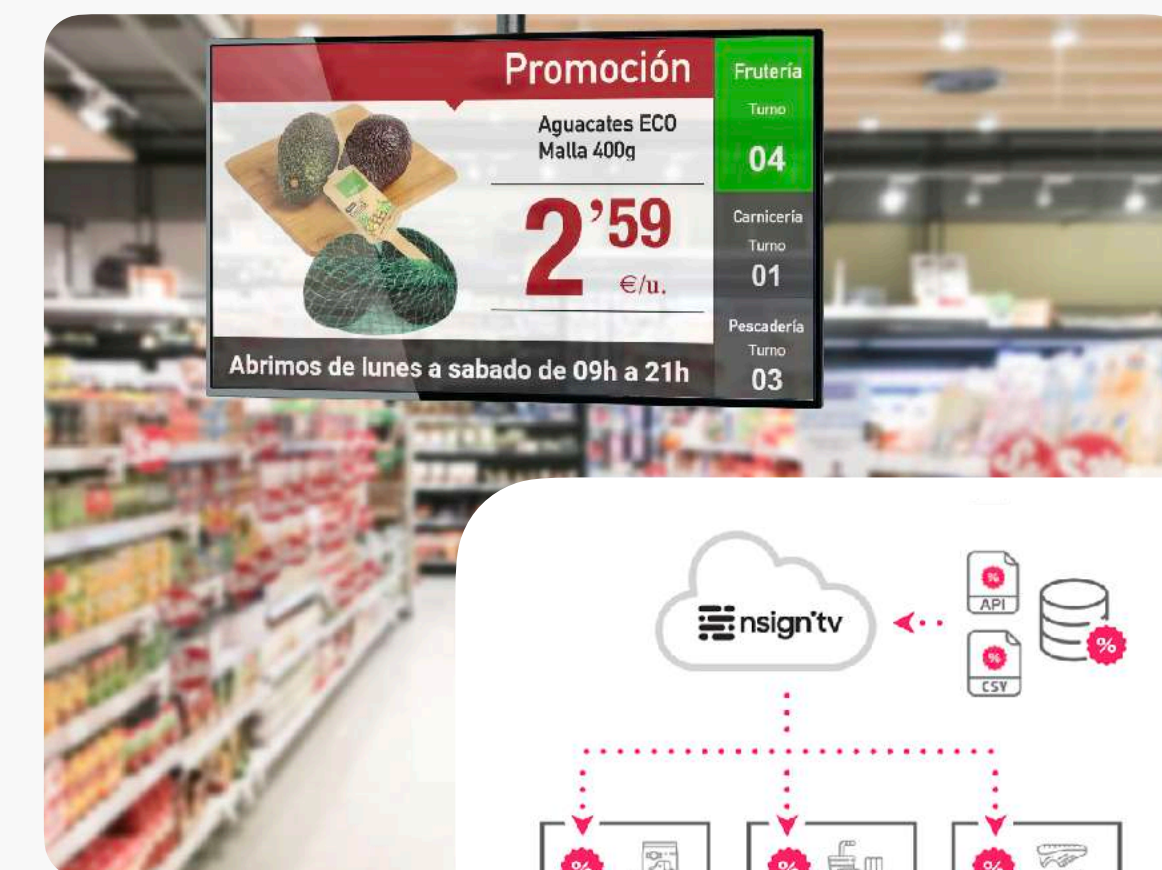 Promoción
Aguacates ECO
Malla 400g
2’59
€/u.
Abrimos de lunes a sabado de 09h a 21h
Frutería
Turno
04
Carnicería
Turno
01
Pescadería
Turno
03
nsign'tv
%
API
%
CSV
%
%
%
%